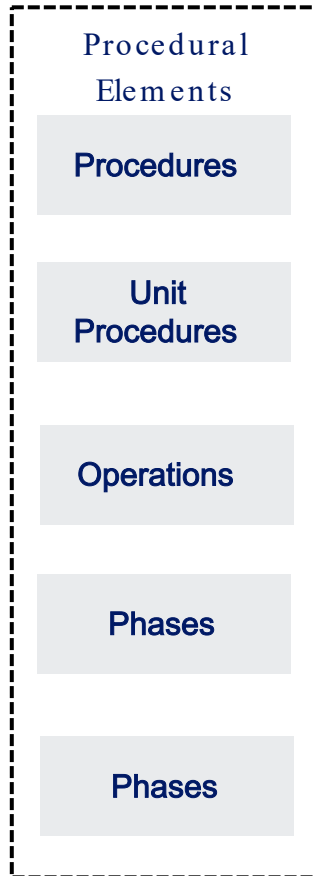 Procedural
Elements
Procedures
Unit
Procedures
Operations
Phases
Phases